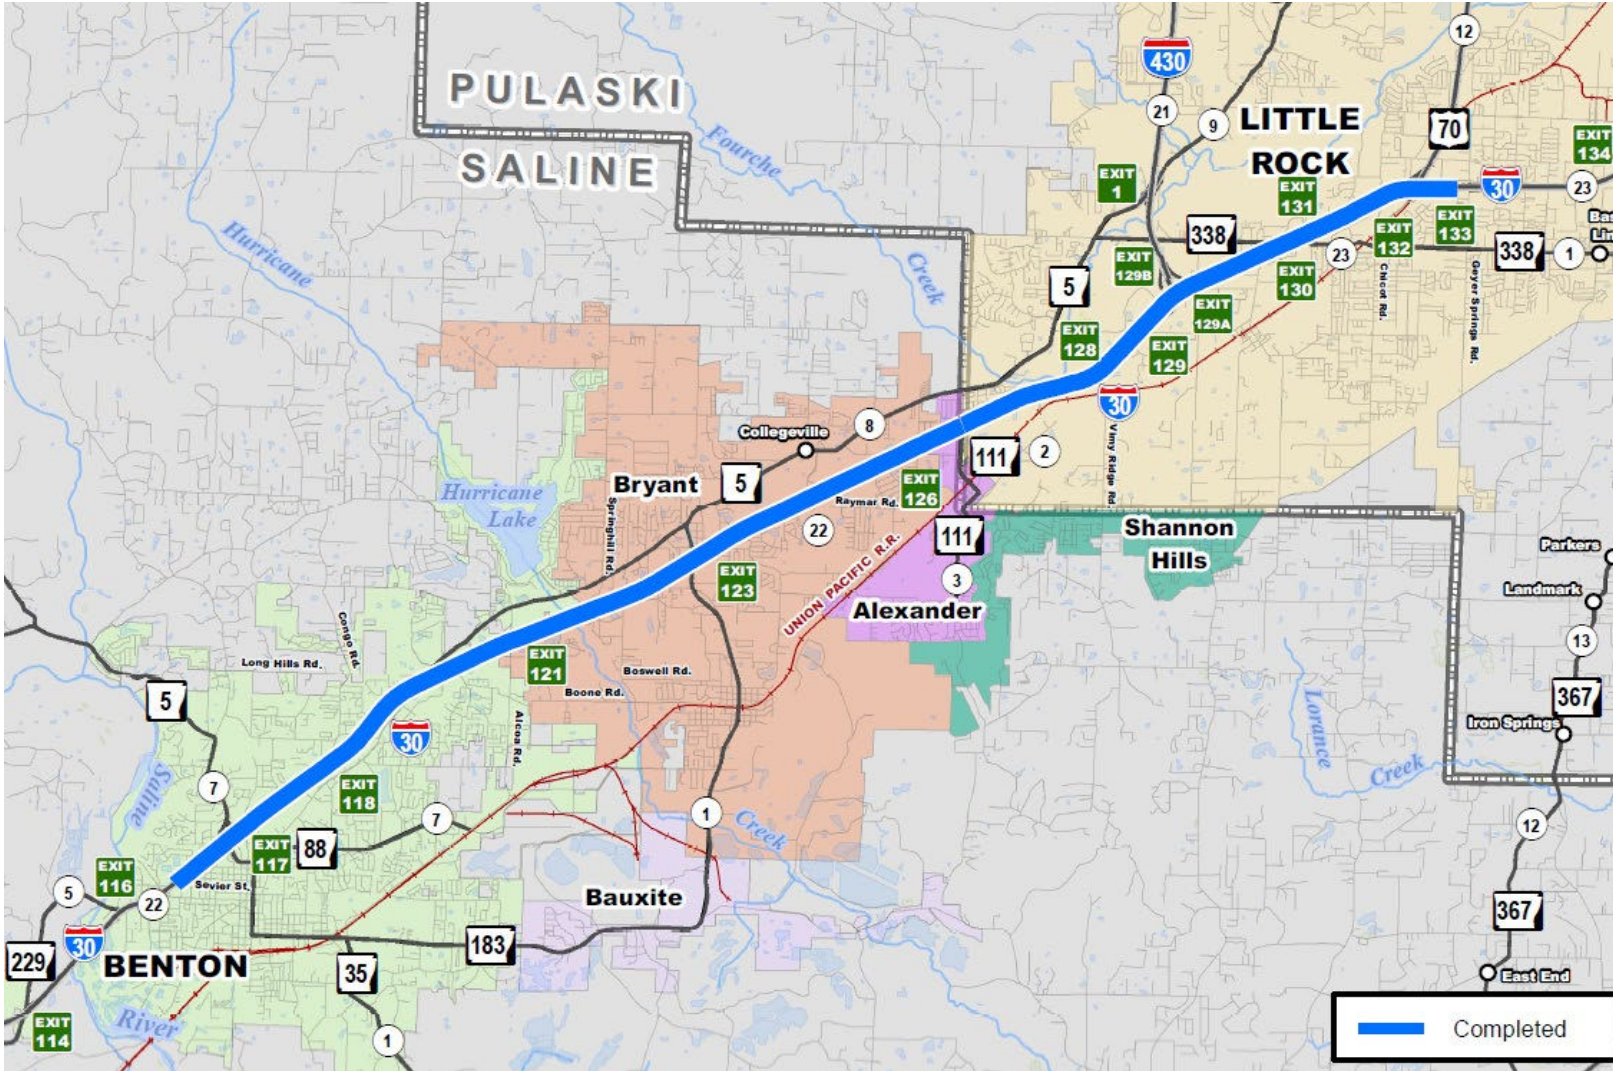 12
430
PULASKI
21
9
LITTLE
ROCK
70
EXIT
134
Fourche
SALINE
EXIT
1
EXIT
131
30
23
Hurricane
338
EXIT
132
EXIT
133
338
23
1
Creek
EXIT
129B
5
EXIT
130
Chicot Rd.
Geyer Springs Rd.
EXIT
129A
EXIT
128
EXIT
129
30
Collegeville
8
111
2
Vimy Ridge Rd.
Bryant
5
EXIT
126
Raymar Rd.
Hurricane
Lake
Springhill Rd.
22
111
Shannon
Hills
Parkers
UNION PACIFIC R.R.
EXIT
123
3
Landmark
Alexander
Congo Rd.
13
Long Hills Rd.
EXIT
121
Boswell Rd.
Boone Rd.
5
367
Alcoa Rd.
30
Iron Springs
Lorance
Creek
Saline
7
EXIT
118
7
1
Creek
12
EXIT
117
88
EXIT
116
Sevier St.
5
22
Bauxite
367
30
183
229
BENTON
35
East End
River
EXIT
114
1
Completed